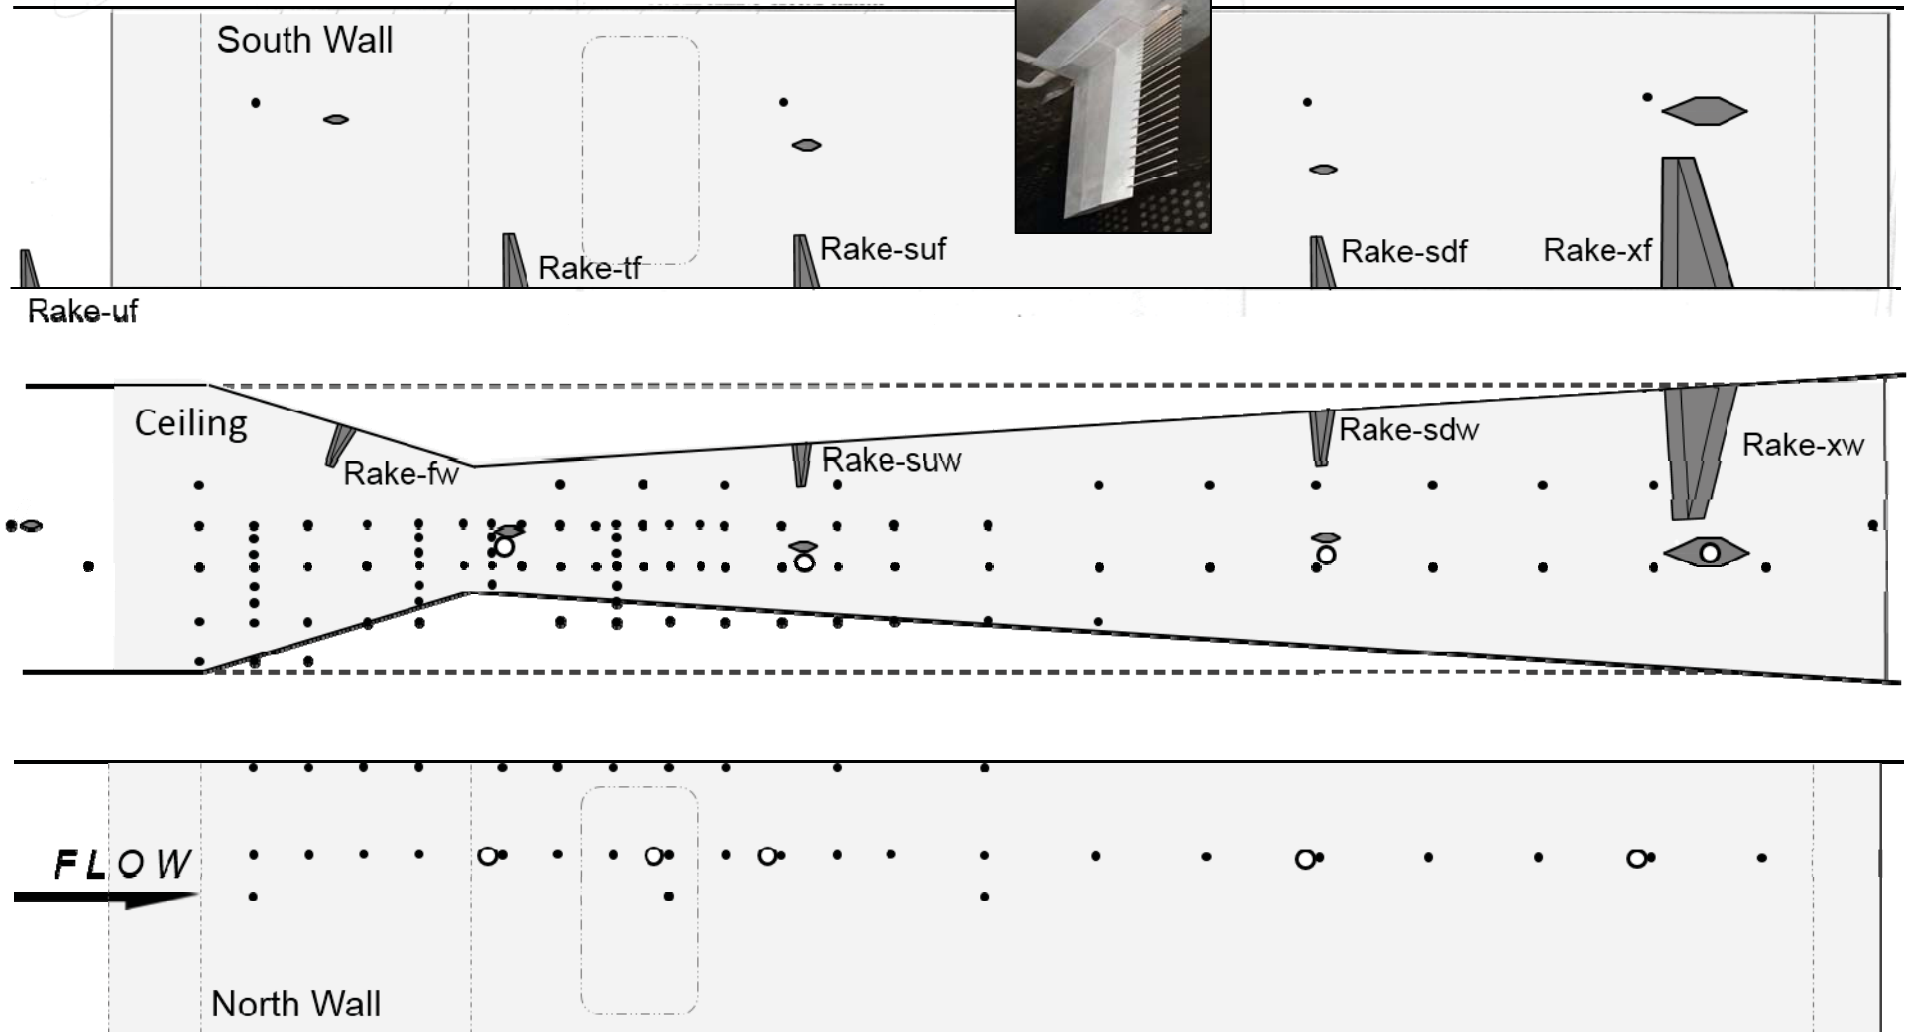 South Wall
Rake-tf
Rake-suf
Rake-sdf
Rake-xf
Rake-uf
Ceiling
Rake-fw
Rake-suw
Rake-sdw
Rake-xw
FLOW
North Wall